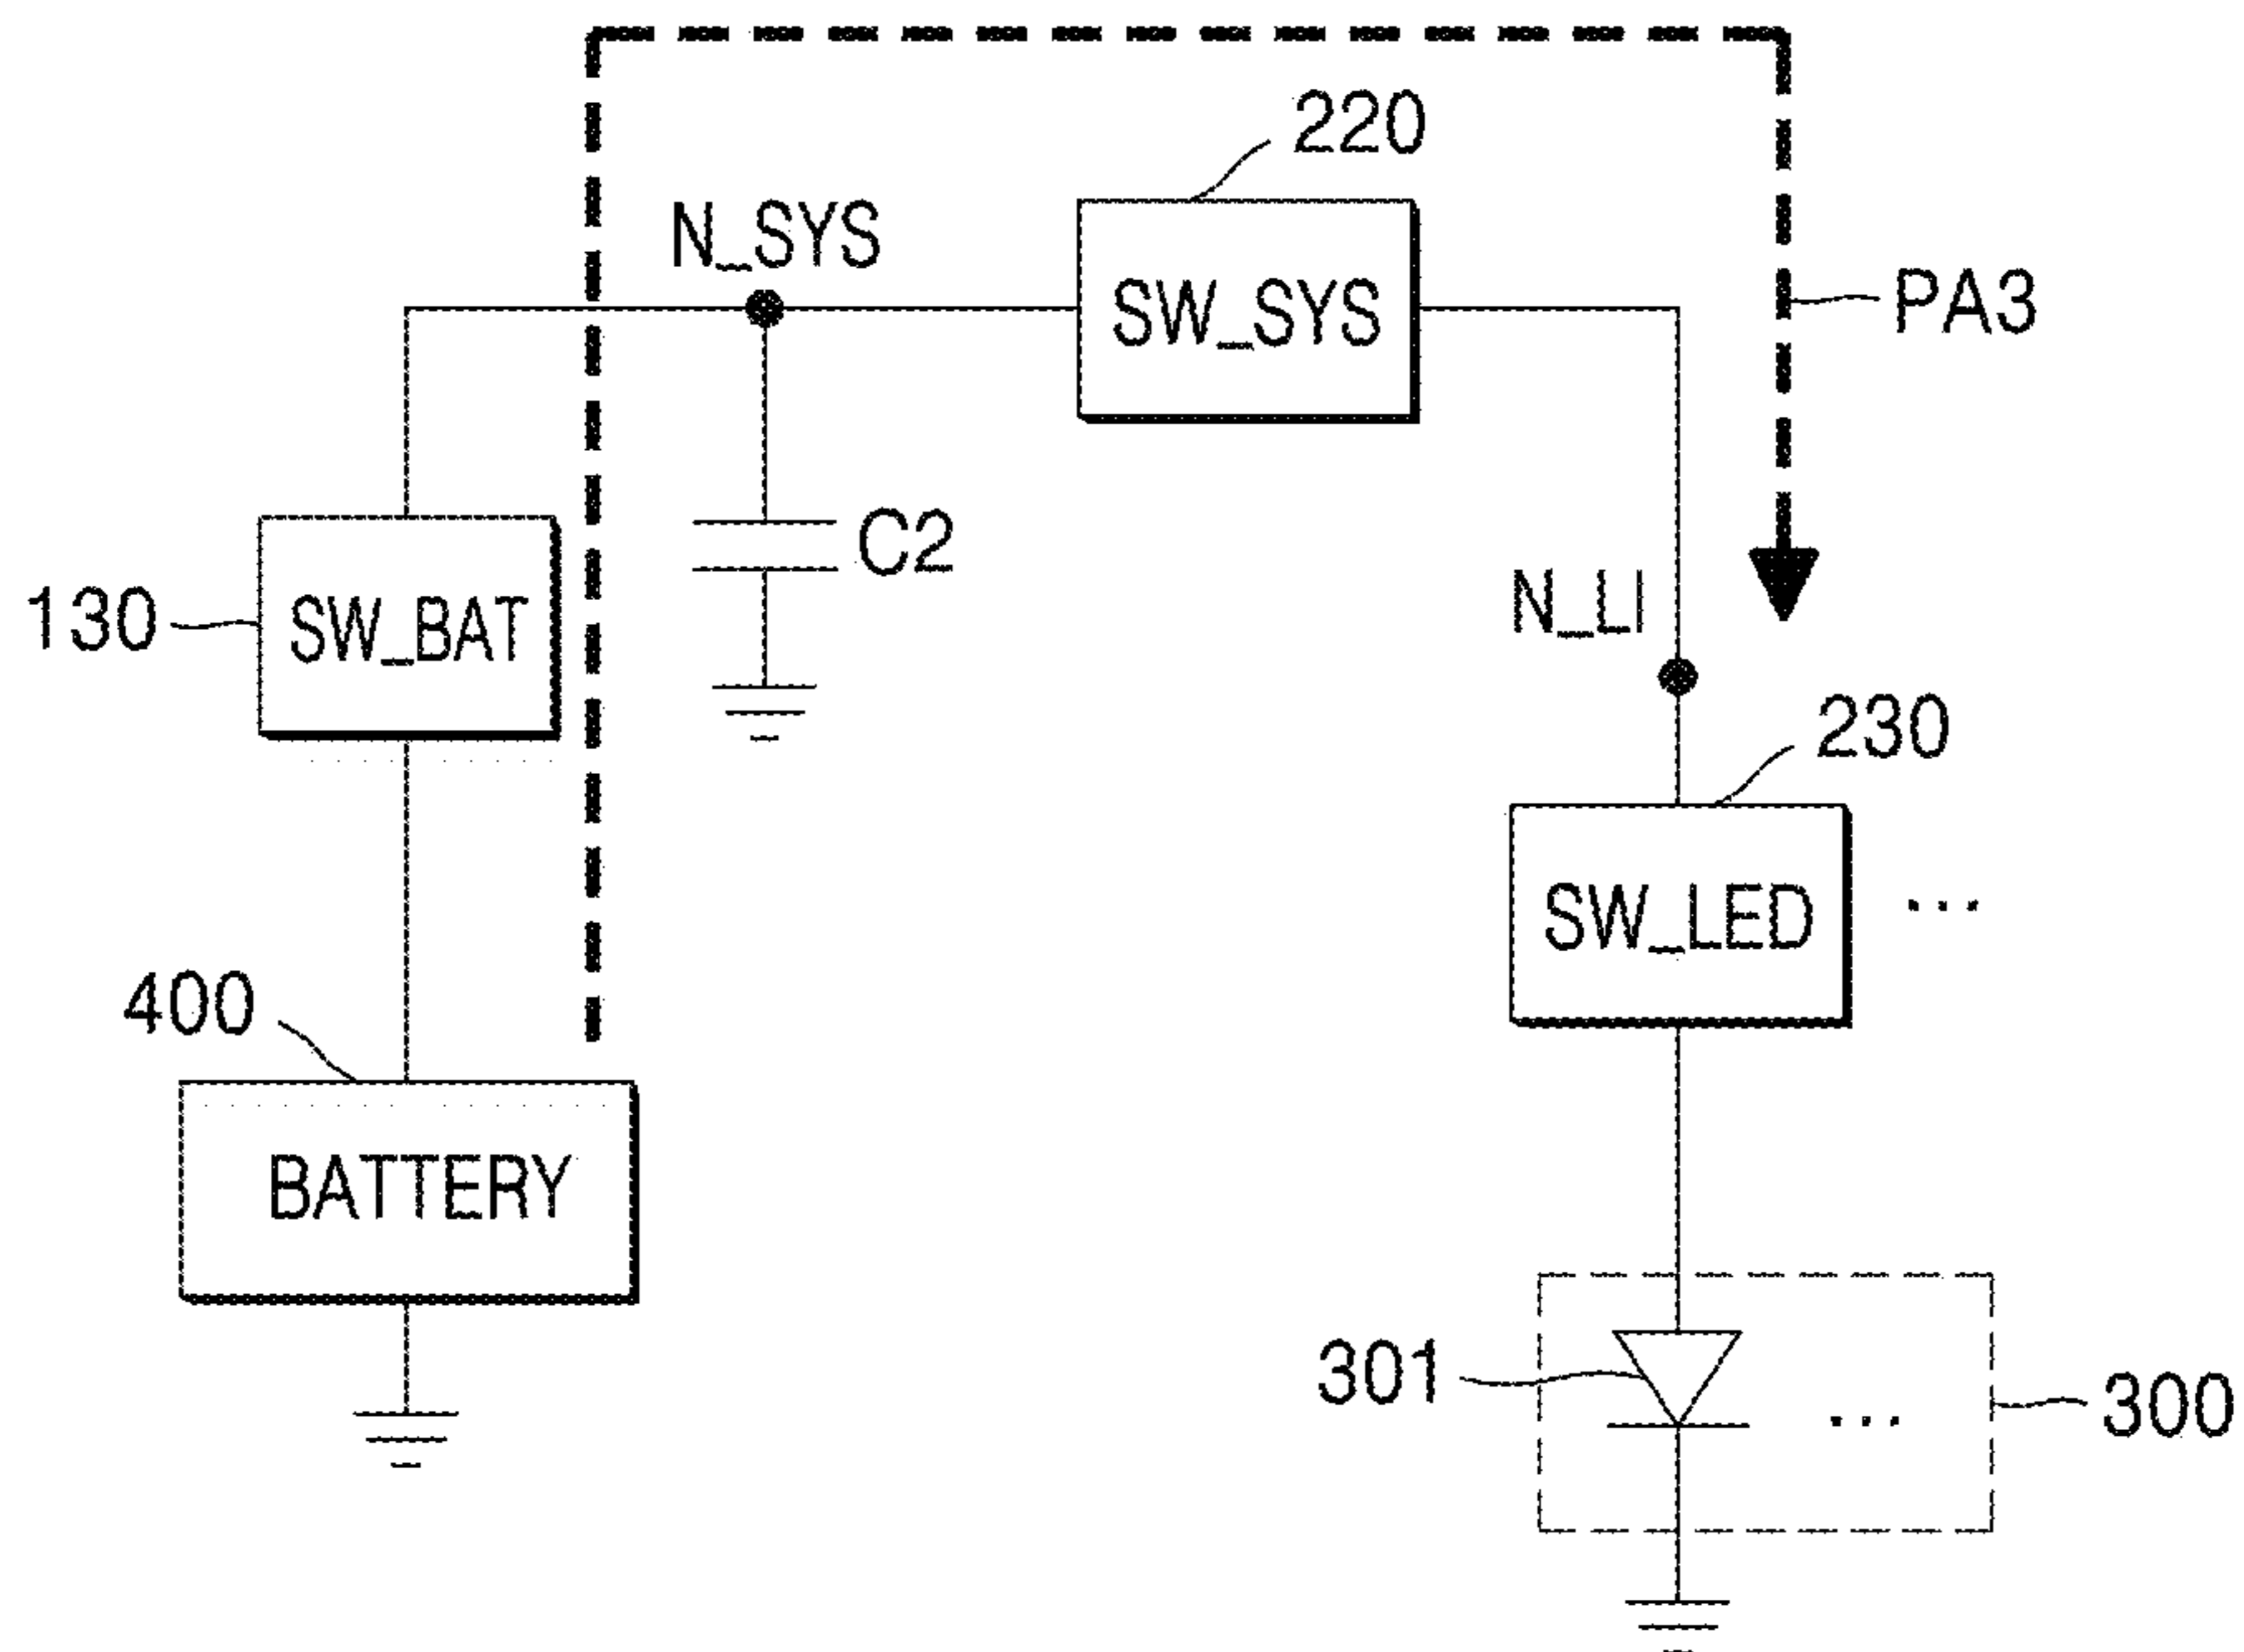 220
N_SYS
SW_SYS
PA3
C2
N_LI
130
SW_BAT
230
SW_LED
...
400
BATTERY
301
...
300